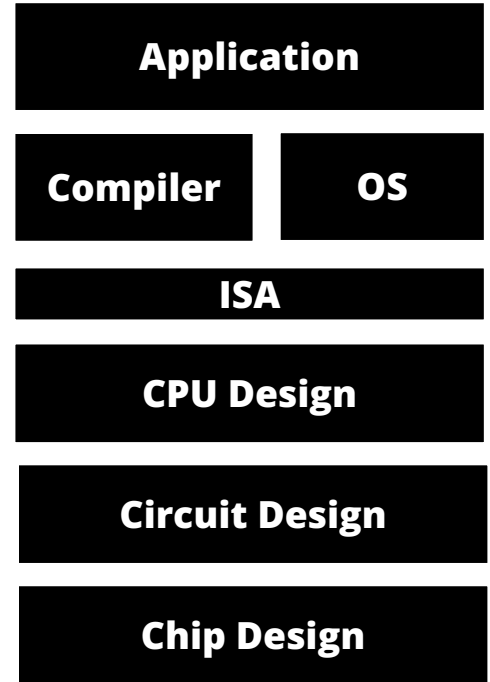 Application
Compiler
OS
ISA
CPU Design
Circuit Design
Chip Design